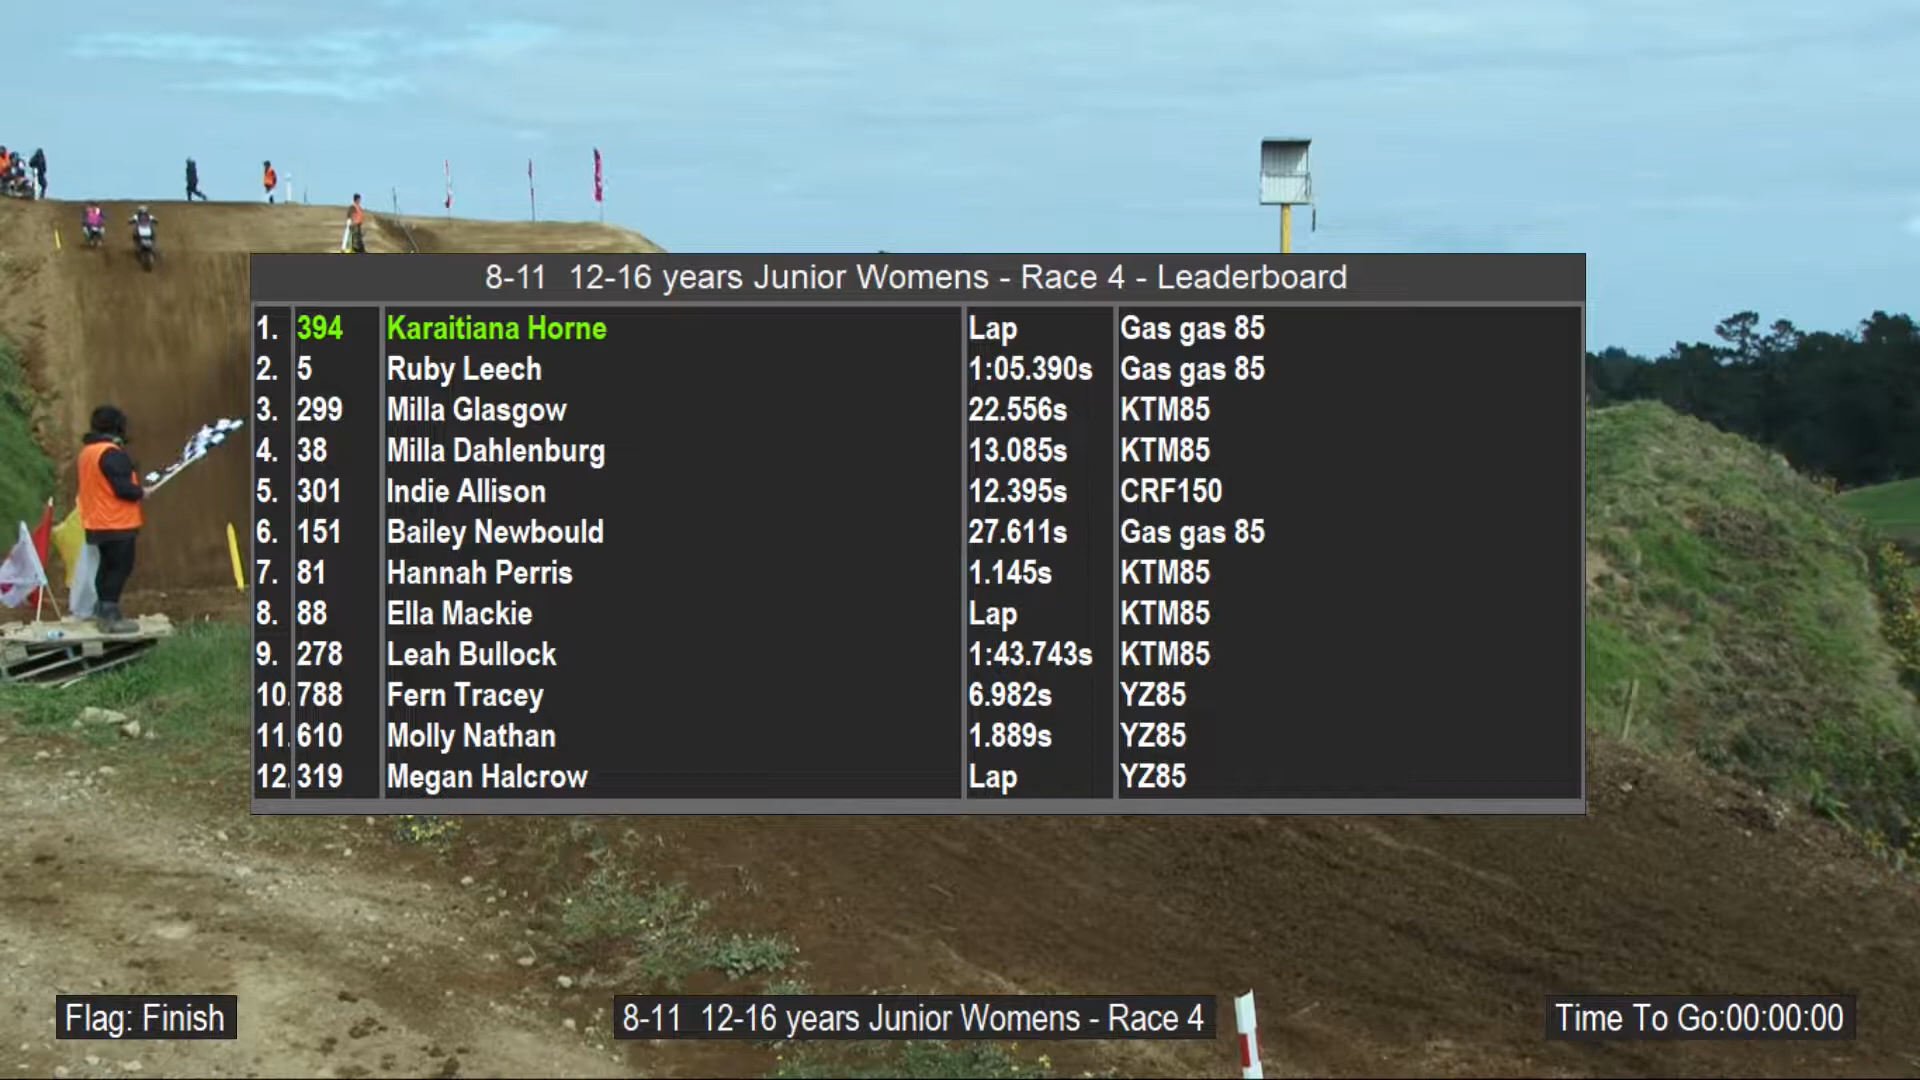 8-11  12-16 years Junior Womens - Race 4 - Leaderboard
1. 394 Karaitiana Horne Lap Gas gas 85
2. 5 Ruby Leech 1:05.390s Gas gas 85
3. 299 Milla Glasgow 22.556s KTM85
4. 38 Milla Dahlenburg 13.085s KTM85
5. 301 Indie Allison 12.395s CRF150
6. 151 Bailey Newbould 27.611s Gas gas 85
7. 81 Hannah Perris 1.145s KTM85
8. 88 Ella Mackie Lap KTM85
9. 278 Leah Bullock 1:43.743s KTM85
10. 788 Fern Tracey 6.982s YZ85
11. 610 Molly Nathan 1.889s YZ85
12. 319 Megan Halcrow Lap YZ85
Flag: Finish
8-11  12-16 years Junior Womens - Race 4
Time To Go:00:00:00